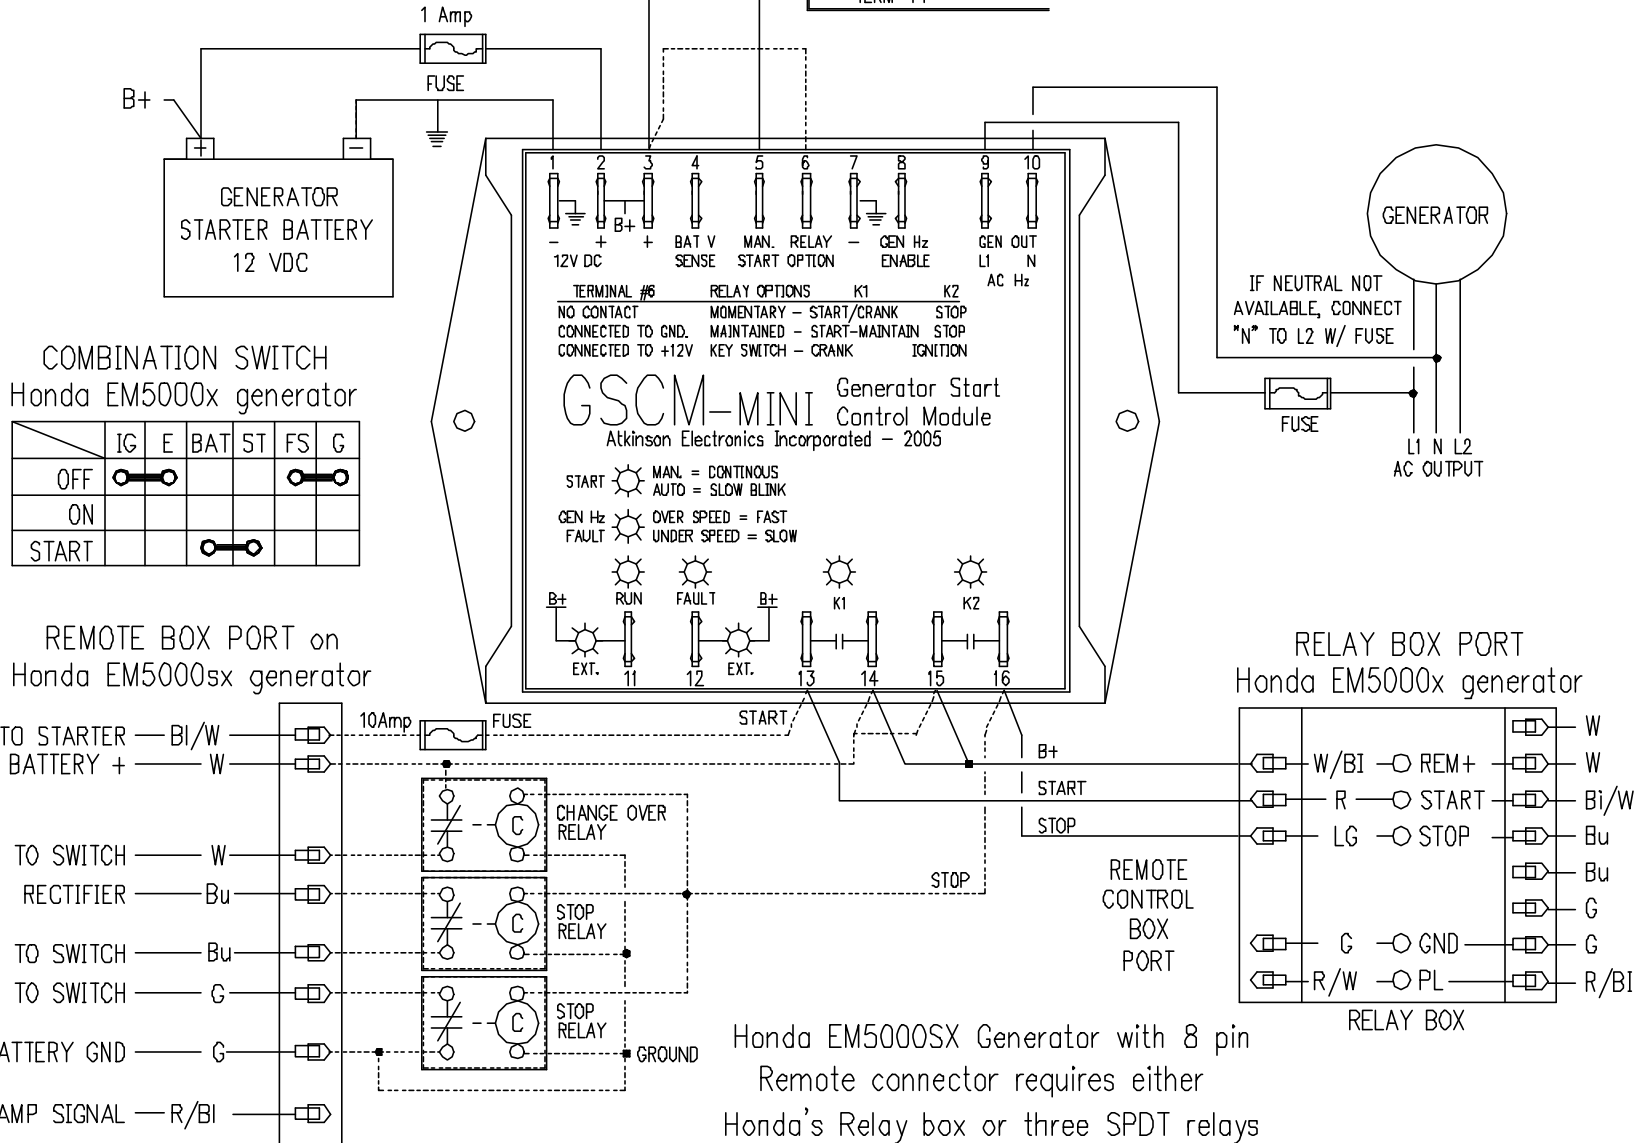 1 Amp
FUSE
B+
+ −
GENERATOR
STARTER BATTERY
12 VDC
1 2 3 4 5 6 7 8 9 10
B+
− + + BAT V MAN. RELAY − GEN Hz GEN OUT
12V DC SENSE START OPTION ENABLE L1 N
AC Hz
TERMINAL #6 RELAY OPTIONS K1 K2
NO CONTACT MOMENTARY – START/CRANK STOP
CONNECTED TO GND. MAINTAINED – START-MAINTAIN STOP
CONNECTED TO +12V KEY SWITCH – CRANK IGNITION
GSCM-MINI
Generator Start
Control Module
Atkinson Electronics Incorporated – 2005
START
MAN. = CONTINOUS
AUTO = SLOW BLINK
GEN Hz
FAULT
OVER SPEED = FAST
UNDER SPEED = SLOW
B+ RUN FAULT B+ K1 K2
EXT. EXT.
11 12 13 14 15 16
GENERATOR
IF NEUTRAL NOT
AVAILABLE, CONNECT
"N" TO L2 W/ FUSE
FUSE
L1 N L2
AC OUTPUT
COMBINATION SWITCH
Honda EM5000x generator
IG E BAT ST FS G
OFF
ON
START
REMOTE BOX PORT on
Honda EM5000sx generator
TO STARTER Bl/W
BATTERY + W
TO SWITCH W
RECTIFIER Bu
TO SWITCH Bu
TO SWITCH G
ATTERY GND G
AMP SIGNAL R/Bl
10Amp FUSE
START
C CHANGE OVER
RELAY
C STOP
RELAY
C STOP
RELAY
GROUND
STOP
B+
START
STOP
RELAY BOX PORT
Honda EM5000x generator
W
W/Bl REM+ W
R START Bi/W
LG STOP Bu
Bu
G
G GND G
R/W PL R/Bl
RELAY BOX
REMOTE
CONTROL
BOX
PORT
Honda EM5000SX Generator with 8 pin
Remote connector requires either
Honda's Relay box or three SPDT relays